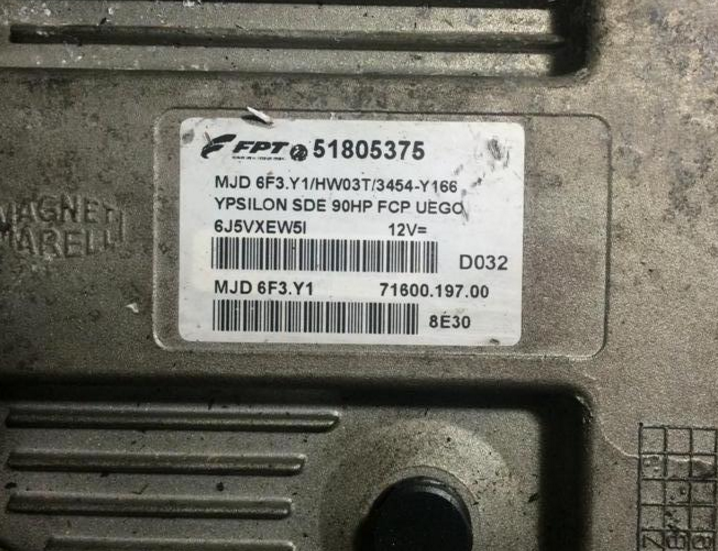 MAGNETI
MARELLI
FPT 51805375
MJD 6F3.Y1/HW03T/3454-Y166
YPSILON SDE 90HP FCP UEGO
6J5VXEW5I 12V=
D032
MJD 6F3.Y1 71600.197.00
8E30